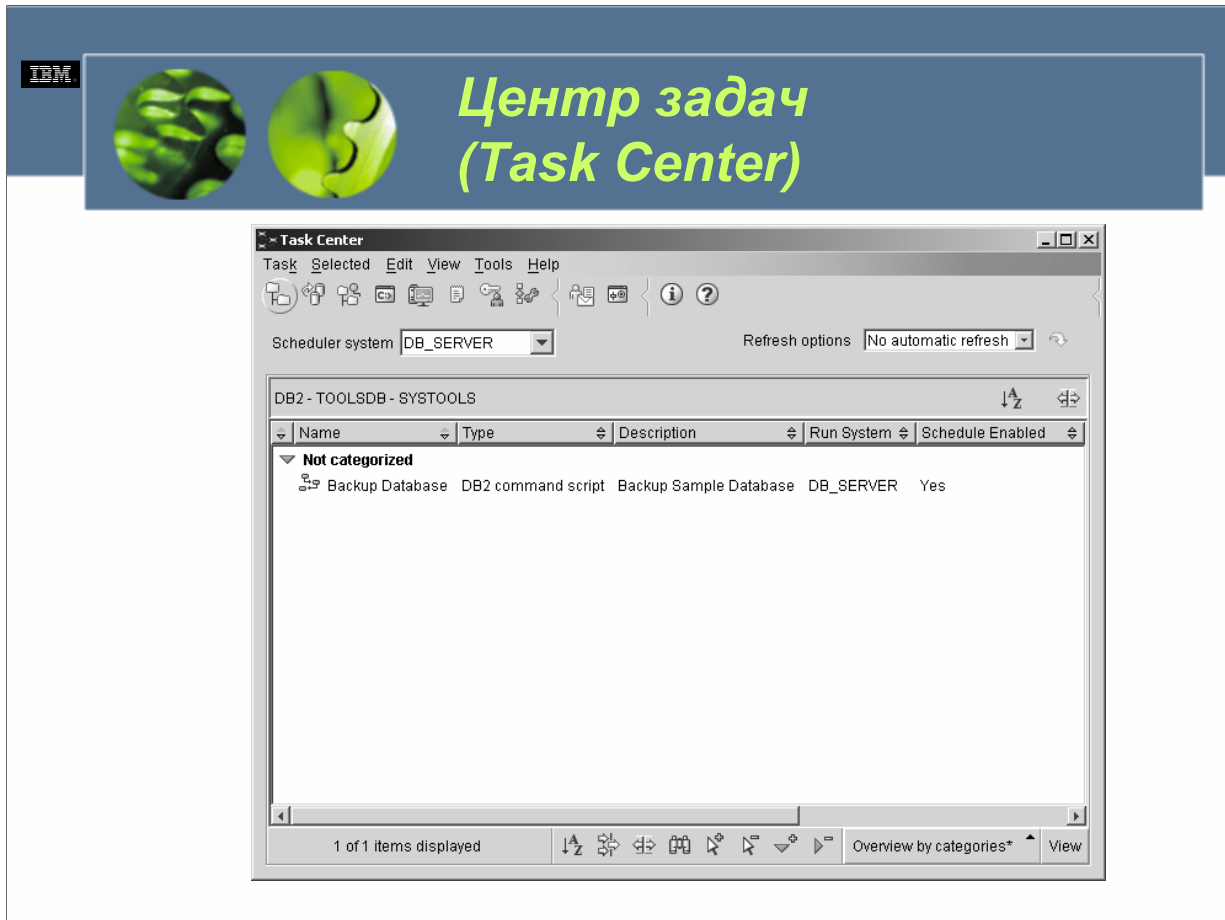 IBM
Центр задач
(Task Center)
Task Center
Task Selected Edit View Tools Help
Scheduler system DB_SERVER Refresh options No automatic refresh
DB2 - TOOLSDB - SYSTOOLS
Name Type Description Run System Schedule Enabled
Not categorized
Backup Database DB2 command script Backup Sample Database DB_SERVER Yes
1 of 1 items displayed Overview by categories* View